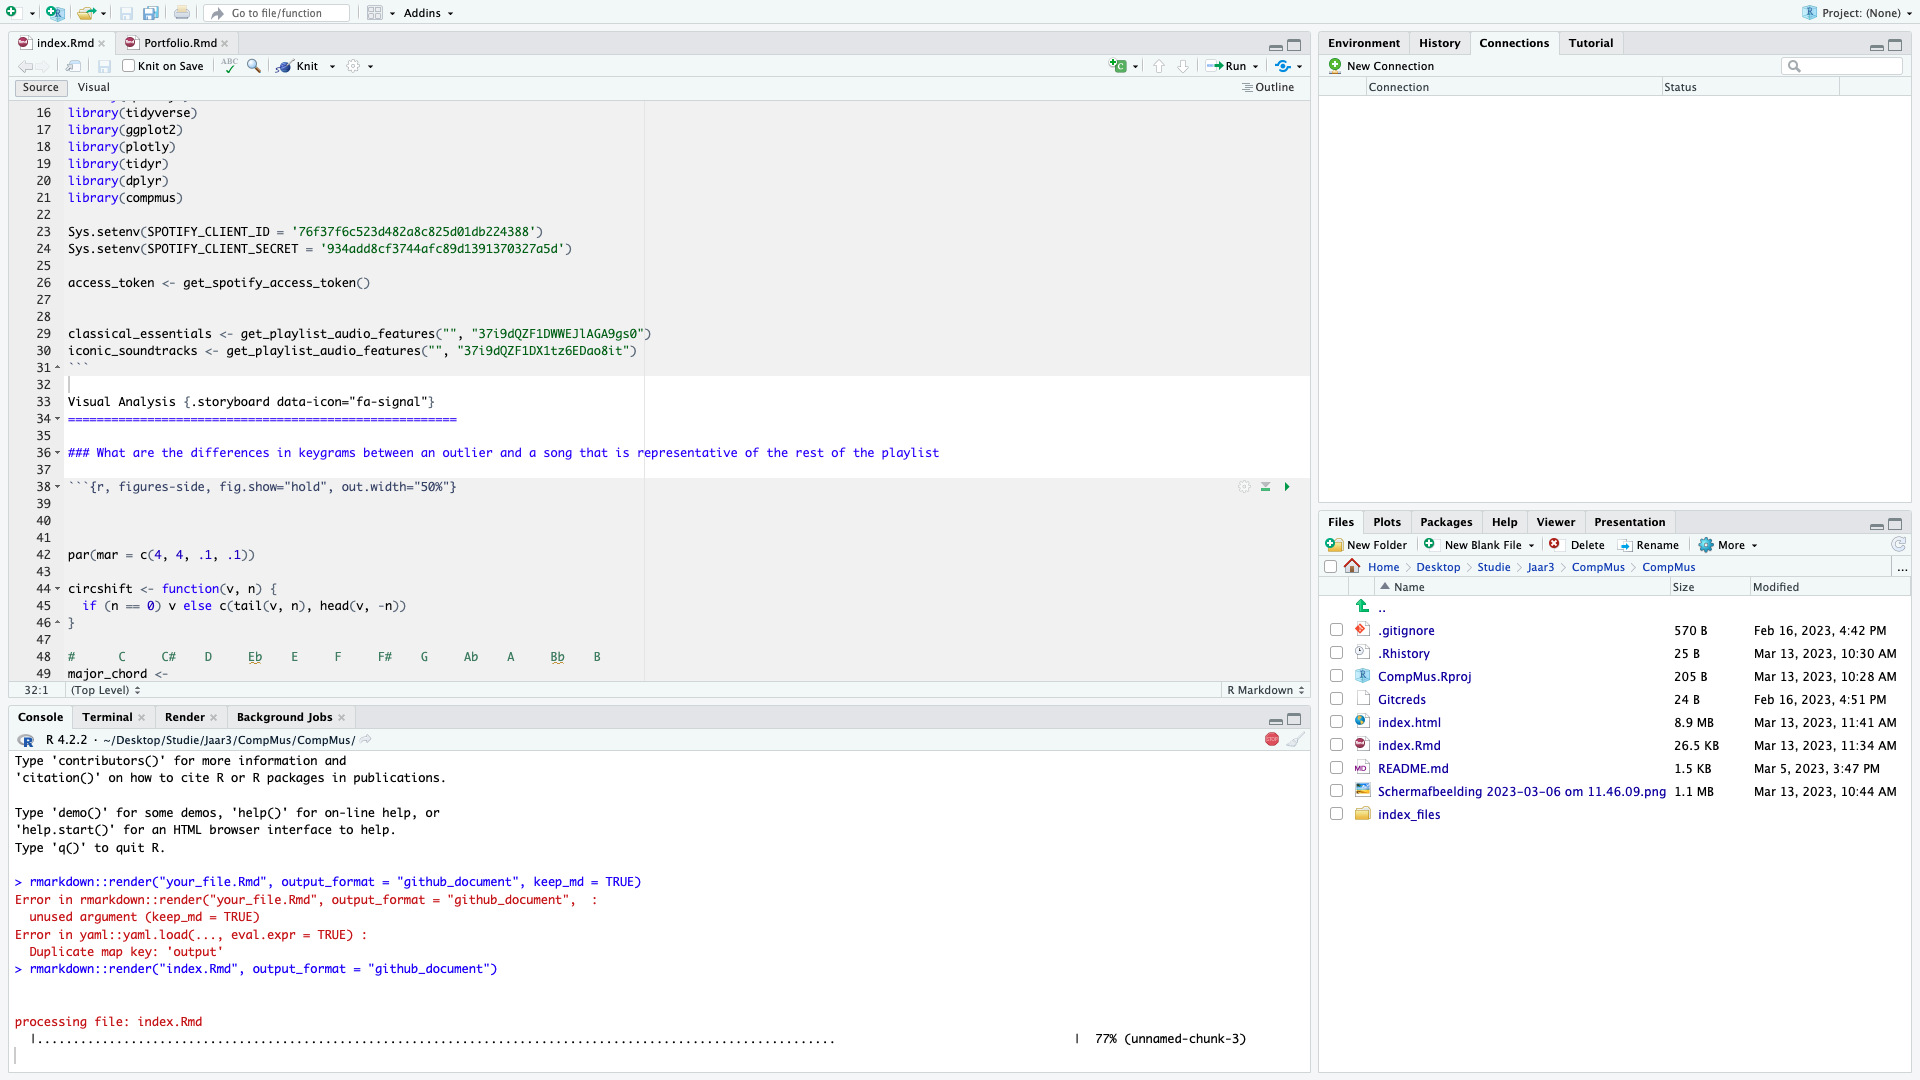 Go to file/function
Addins
Project: (None)
index.Rmd
Portfolio.Rmd
Knit on Save
ABC
Knit
Run
Source
Visual
Outline
16 library(tidyverse)
17 library(ggplot2)
18 library(plotly)
19 library(tidyr)
20 library(dplyr)
21 library(compmus)
22
23 Sys.setenv(SPOTIFY_CLIENT_ID = '76f37f6c523d482a8c825d01db224388')
24 Sys.setenv(SPOTIFY_CLIENT_SECRET = '934add8cf3744afc89d1391370327a5d')
25
26 access_token <- get_spotify_access_token()
27
28
29 classical_essentials <- get_playlist_audio_features("", "37i9dQZF1DWWEJlAGA9gs0")
30 iconic_soundtracks <- get_playlist_audio_features("", "37i9dQZF1DX1tz6EDao8it")
31 ```
32
33 Visual Analysis {.storyboard data-icon="fa-signal"}
34 ======================================================
35
36 ### What are the differences in keygrams between an outlier and a song that is representative of the rest of the playlist
37
38 ```{r, figures-side, fig.show="hold", out.width="50%"}
39
40
41
42 par(mar = c(4, 4, .1, .1))
43
44 circshift <- function(v, n) {
45   if (n == 0) v else c(tail(v, n), head(v, -n))
46 }
47
48 #      C     C#    D     Eb    E     F     F#    G     Ab    A     Bb    B
49 major_chord <-
32:1
(Top Level)
R Markdown
Console
Terminal
Render
Background Jobs
R 4.2.2 · ~/Desktop/Studie/Jaar3/CompMus/CompMus/
STOP
Type 'contributors()' for more information and
'citation()' on how to cite R or R packages in publications.
Type 'demo()' for some demos, 'help()' for on-line help, or
'help.start()' for an HTML browser interface to help.
Type 'q()' to quit R.
> rmarkdown::render("your_file.Rmd", output_format = "github_document", keep_md = TRUE)
Error in rmarkdown::render("your_file.Rmd", output_format = "github_document",  :
  unused argument (keep_md = TRUE)
Error in yaml::yaml.load(..., eval.expr = TRUE) :
  Duplicate map key: 'output'
> rmarkdown::render("index.Rmd", output_format = "github_document")
processing file: index.Rmd
  |............................................................................................................... |  77% (unnamed-chunk-3)
Environment
History
Connections
Tutorial
New Connection
Connection
Status
Files
Plots
Packages
Help
Viewer
Presentation
New Folder
New Blank File
Delete
Rename
More
Home
Desktop
Studie
Jaar3
CompMus
CompMus
...
Name
Size
Modified
..
.gitignore 570 B Feb 16, 2023, 4:42 PM
.Rhistory 25 B Mar 13, 2023, 10:30 AM
CompMus.Rproj 205 B Mar 13, 2023, 10:28 AM
Gitcreds 24 B Feb 16, 2023, 4:51 PM
index.html 8.9 MB Mar 13, 2023, 11:41 AM
index.Rmd 26.5 KB Mar 13, 2023, 11:34 AM
README.md 1.5 KB Mar 5, 2023, 3:47 PM
Schermafbeelding 2023-03-06 om 11.46.09.png 1.1 MB Mar 13, 2023, 10:44 AM
index_files